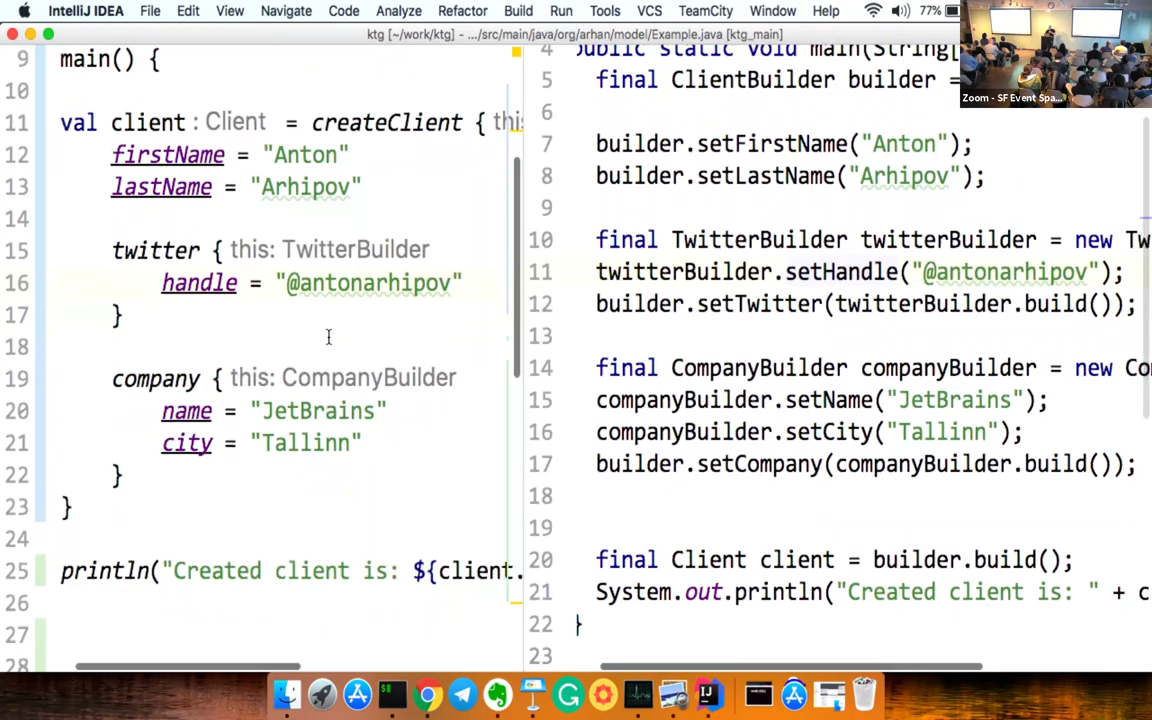 IntelliJ IDEA File Edit View Navigate Code Analyze Refactor Build Run Tools VCS TeamCity Window Help 77%
ktg [~/work/ktg] - .../src/main/java/org/arhan/model/Example.java [ktg_main]
Zoom - SF Event Spa...
9 main() {
10
11 val client : Client = createClient { this
12 firstName = "Anton"
13 lastName = "Arhipov"
14
15 twitter { this: TwitterBuilder
16 handle = "@antonarhipov"
17 }
18
19 company { this: CompanyBuilder
20 name = "JetBrains"
21 city = "Tallinn"
22 }
23 }
24
25 println("Created client is: ${client.
26
27
28
4 public static void main(String[
5 final ClientBuilder builder =
6
7 builder.setFirstName("Anton");
8 builder.setLastName("Arhipov");
9
10 final TwitterBuilder twitterBuilder = new Tw
11 twitterBuilder.setHandle("@antonarhipov");
12 builder.setTwitter(twitterBuilder.build());
13
14 final CompanyBuilder companyBuilder = new Co
15 companyBuilder.setName("JetBrains");
16 companyBuilder.setCity("Tallinn");
17 builder.setCompany(companyBuilder.build());
18
19
20 final Client client = builder.build();
21 System.out.println("Created client is: " + c
22 }
23